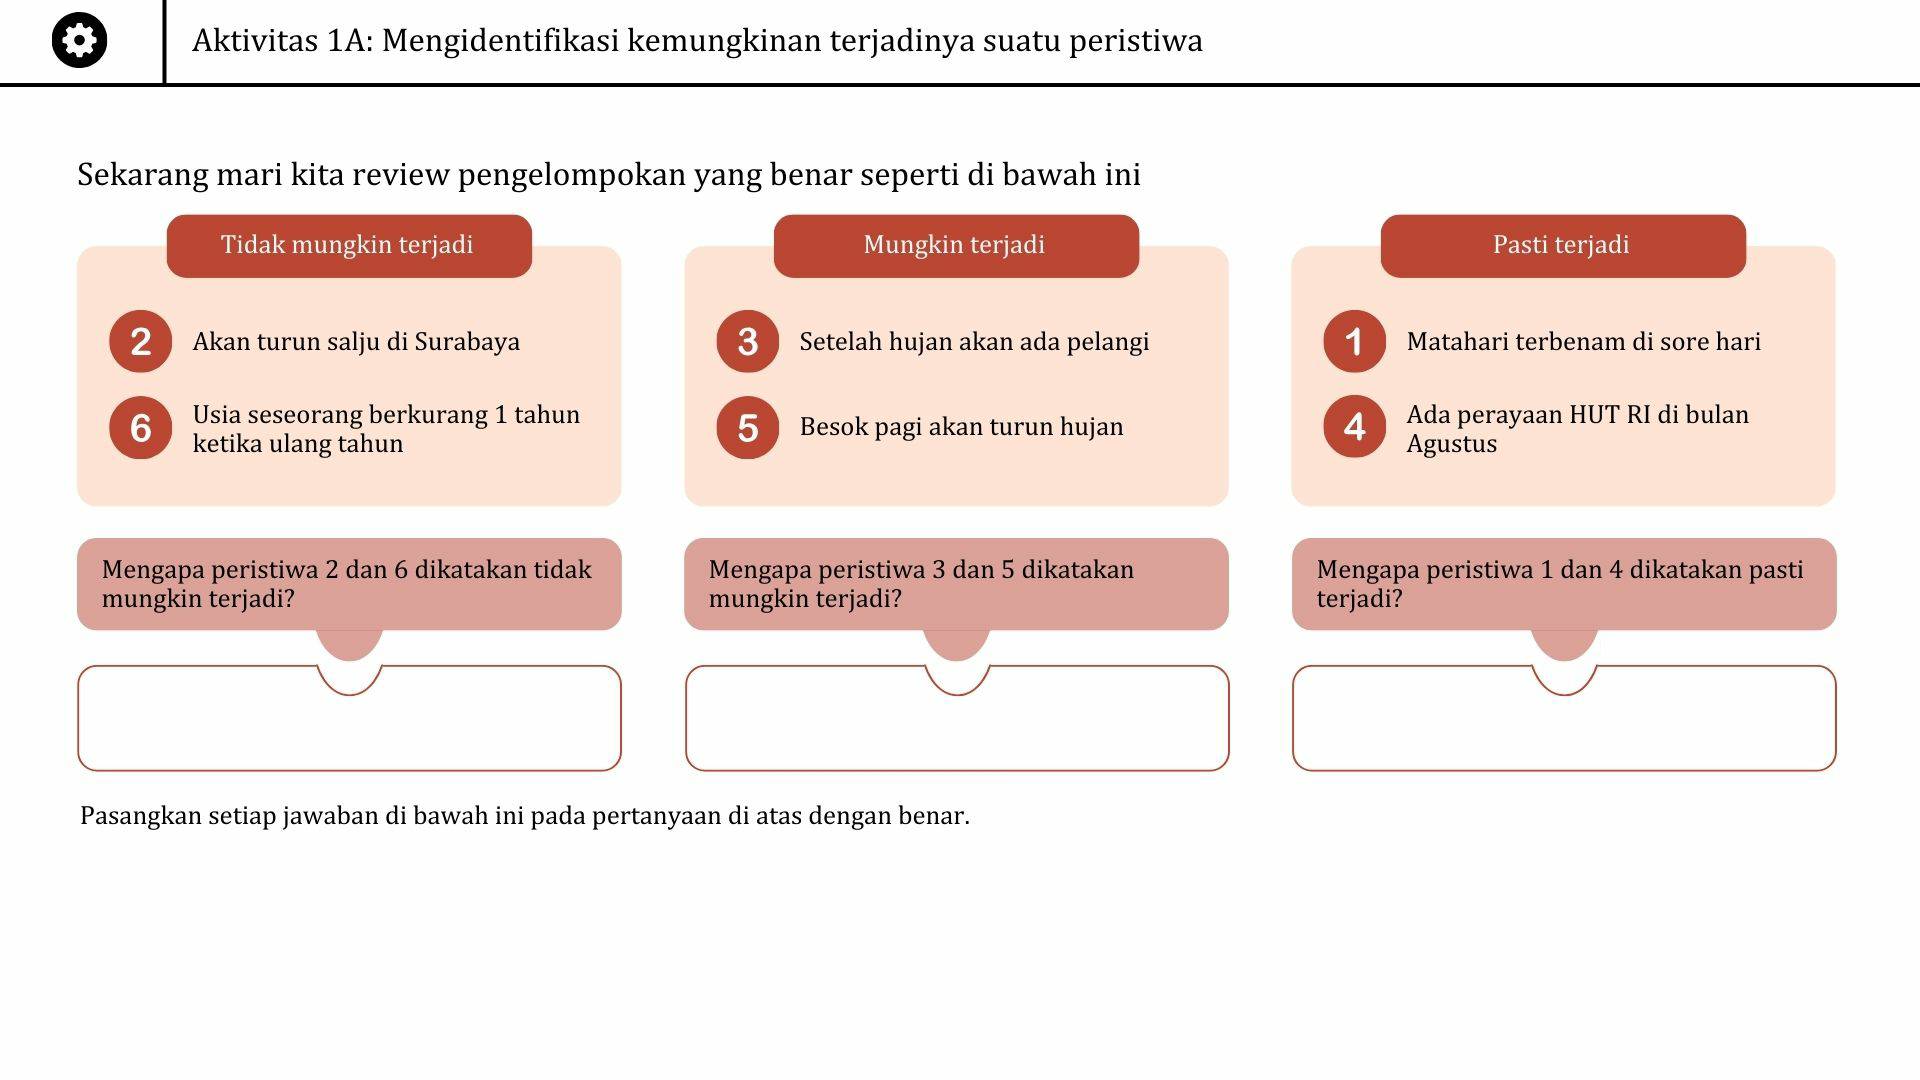 Aktivitas 1A: Mengidentifikasi kemungkinan terjadinya suatu peristiwa
Sekarang mari kita review pengelompokan yang benar seperti di bawah ini
Tidak mungkin terjadi
2 Akan turun salju di Surabaya
6 Usia seseorang berkurang 1 tahun
ketika ulang tahun
Mungkin terjadi
3 Setelah hujan akan ada pelangi
5 Besok pagi akan turun hujan
Pasti terjadi
1 Matahari terbenam di sore hari
4 Ada perayaan HUT RI di bulan
Agustus
Mengapa peristiwa 2 dan 6 dikatakan tidak
mungkin terjadi?
Mengapa peristiwa 3 dan 5 dikatakan
mungkin terjadi?
Mengapa peristiwa 1 dan 4 dikatakan pasti
terjadi?
Pasangkan setiap jawaban di bawah ini pada pertanyaan di atas dengan benar.